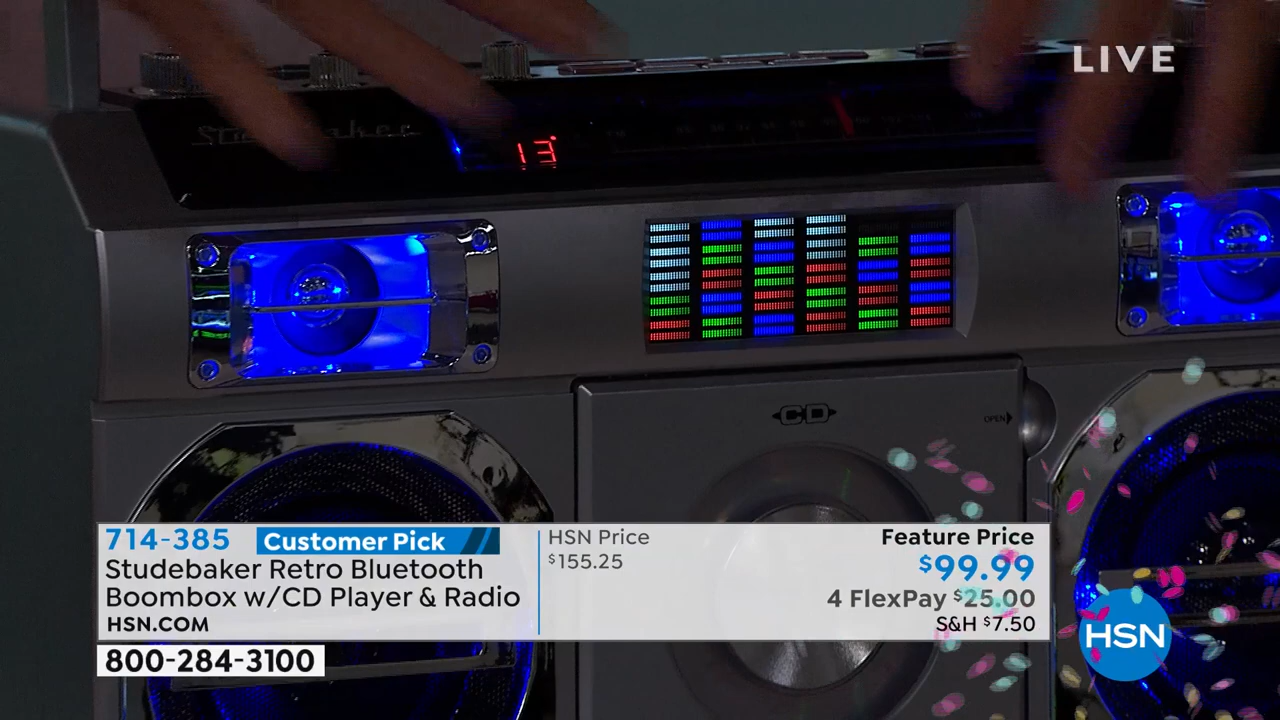 LIVE
Studebaker
13
CD
OPEN
714-385 Customer Pick
Studebaker Retro Bluetooth
Boombox w/CD Player & Radio
HSN.COM
HSN Price
$155.25
Feature Price
$99.99
4 FlexPay $25.00
S&H $7.50
800-284-3100
HSN